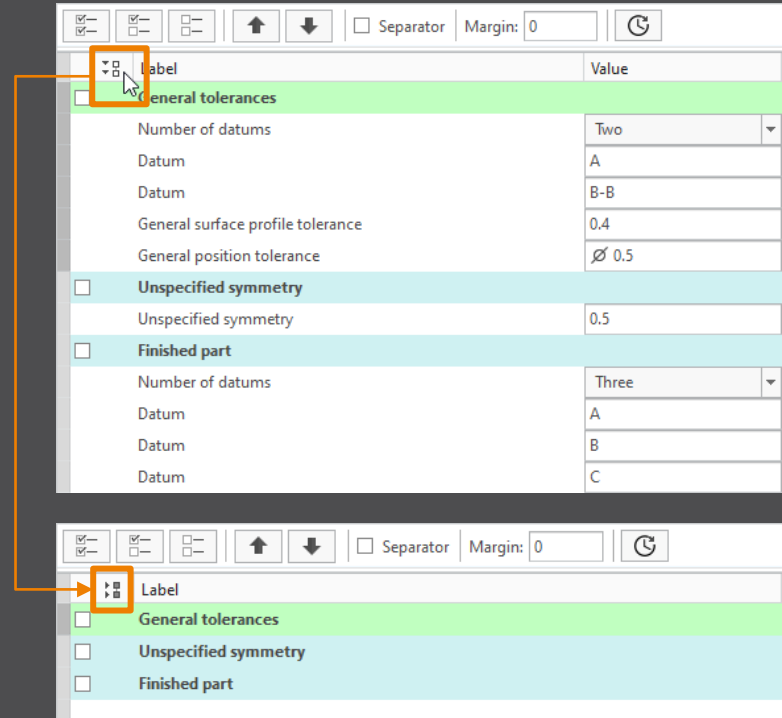 Separator Margin: 0
Label Value
General tolerances
Number of datums Two
Datum A
Datum B-B
General surface profile tolerance 0.4
General position tolerance Ø 0.5
Unspecified symmetry
Unspecified symmetry 0.5
Finished part
Number of datums Three
Datum A
Datum B
Datum C
Separator Margin: 0
Label
General tolerances
Unspecified symmetry
Finished part